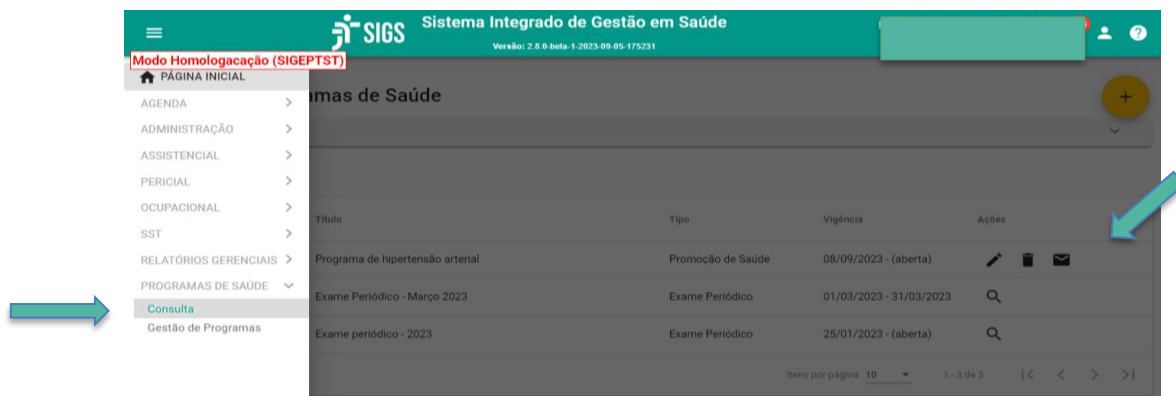 SIGS
Sistema Integrado de Gestão em Saúde
Versão: 2.8.0-beta-1-2023-09-05-175231
Modo Homologacação (SIGEPTST)
PÁGINA INICIAL
AGENDA
ADMINISTRAÇÃO
ASSISTENCIAL
PERICIAL
OCUPACIONAL
SST
RELATÓRIOS GERENCIAIS
PROGRAMAS DE SAÚDE
Consulta
Gestão de Programas
mas de Saúde
Título Tipo Vigência Ações
Programa de hipertensão arterial Promoção de Saúde 08/09/2023 - (aberta)
Exame Periódico - Março 2023 Exame Periódico 01/03/2023 - 31/03/2023
Exame periódico - 2023 Exame Periódico 25/01/2023 - (aberta)
Itens por página 10 1 - 3 de 3